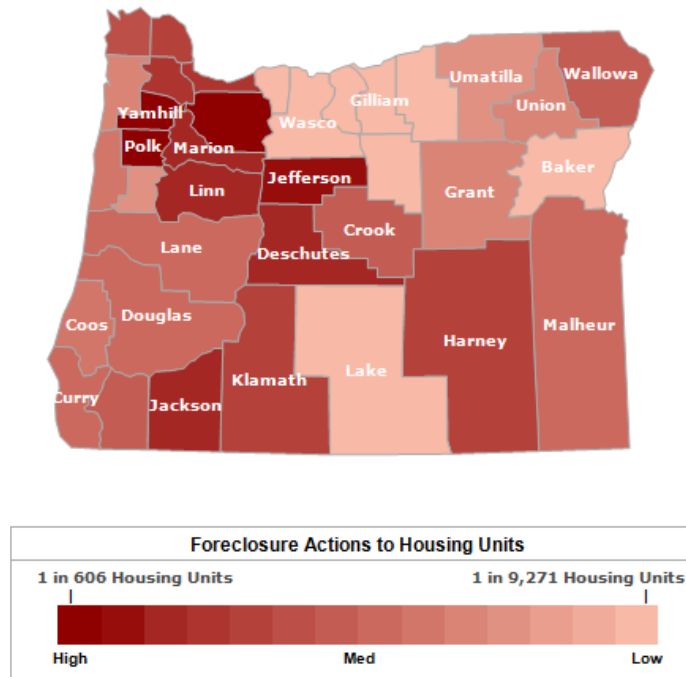 Umatilla
Wallowa
Gilliam
Union
Yamhill
Wasco
Polk
Marion
Baker
Jefferson
Linn
Grant
Crook
Lane
Deschutes
Douglas
Coos
Malheur
Harney
Lake
Klamath
Curry
Jackson
Foreclosure Actions to Housing Units
1 in 606 Housing Units 1 in 9,271 Housing Units
High Med Low